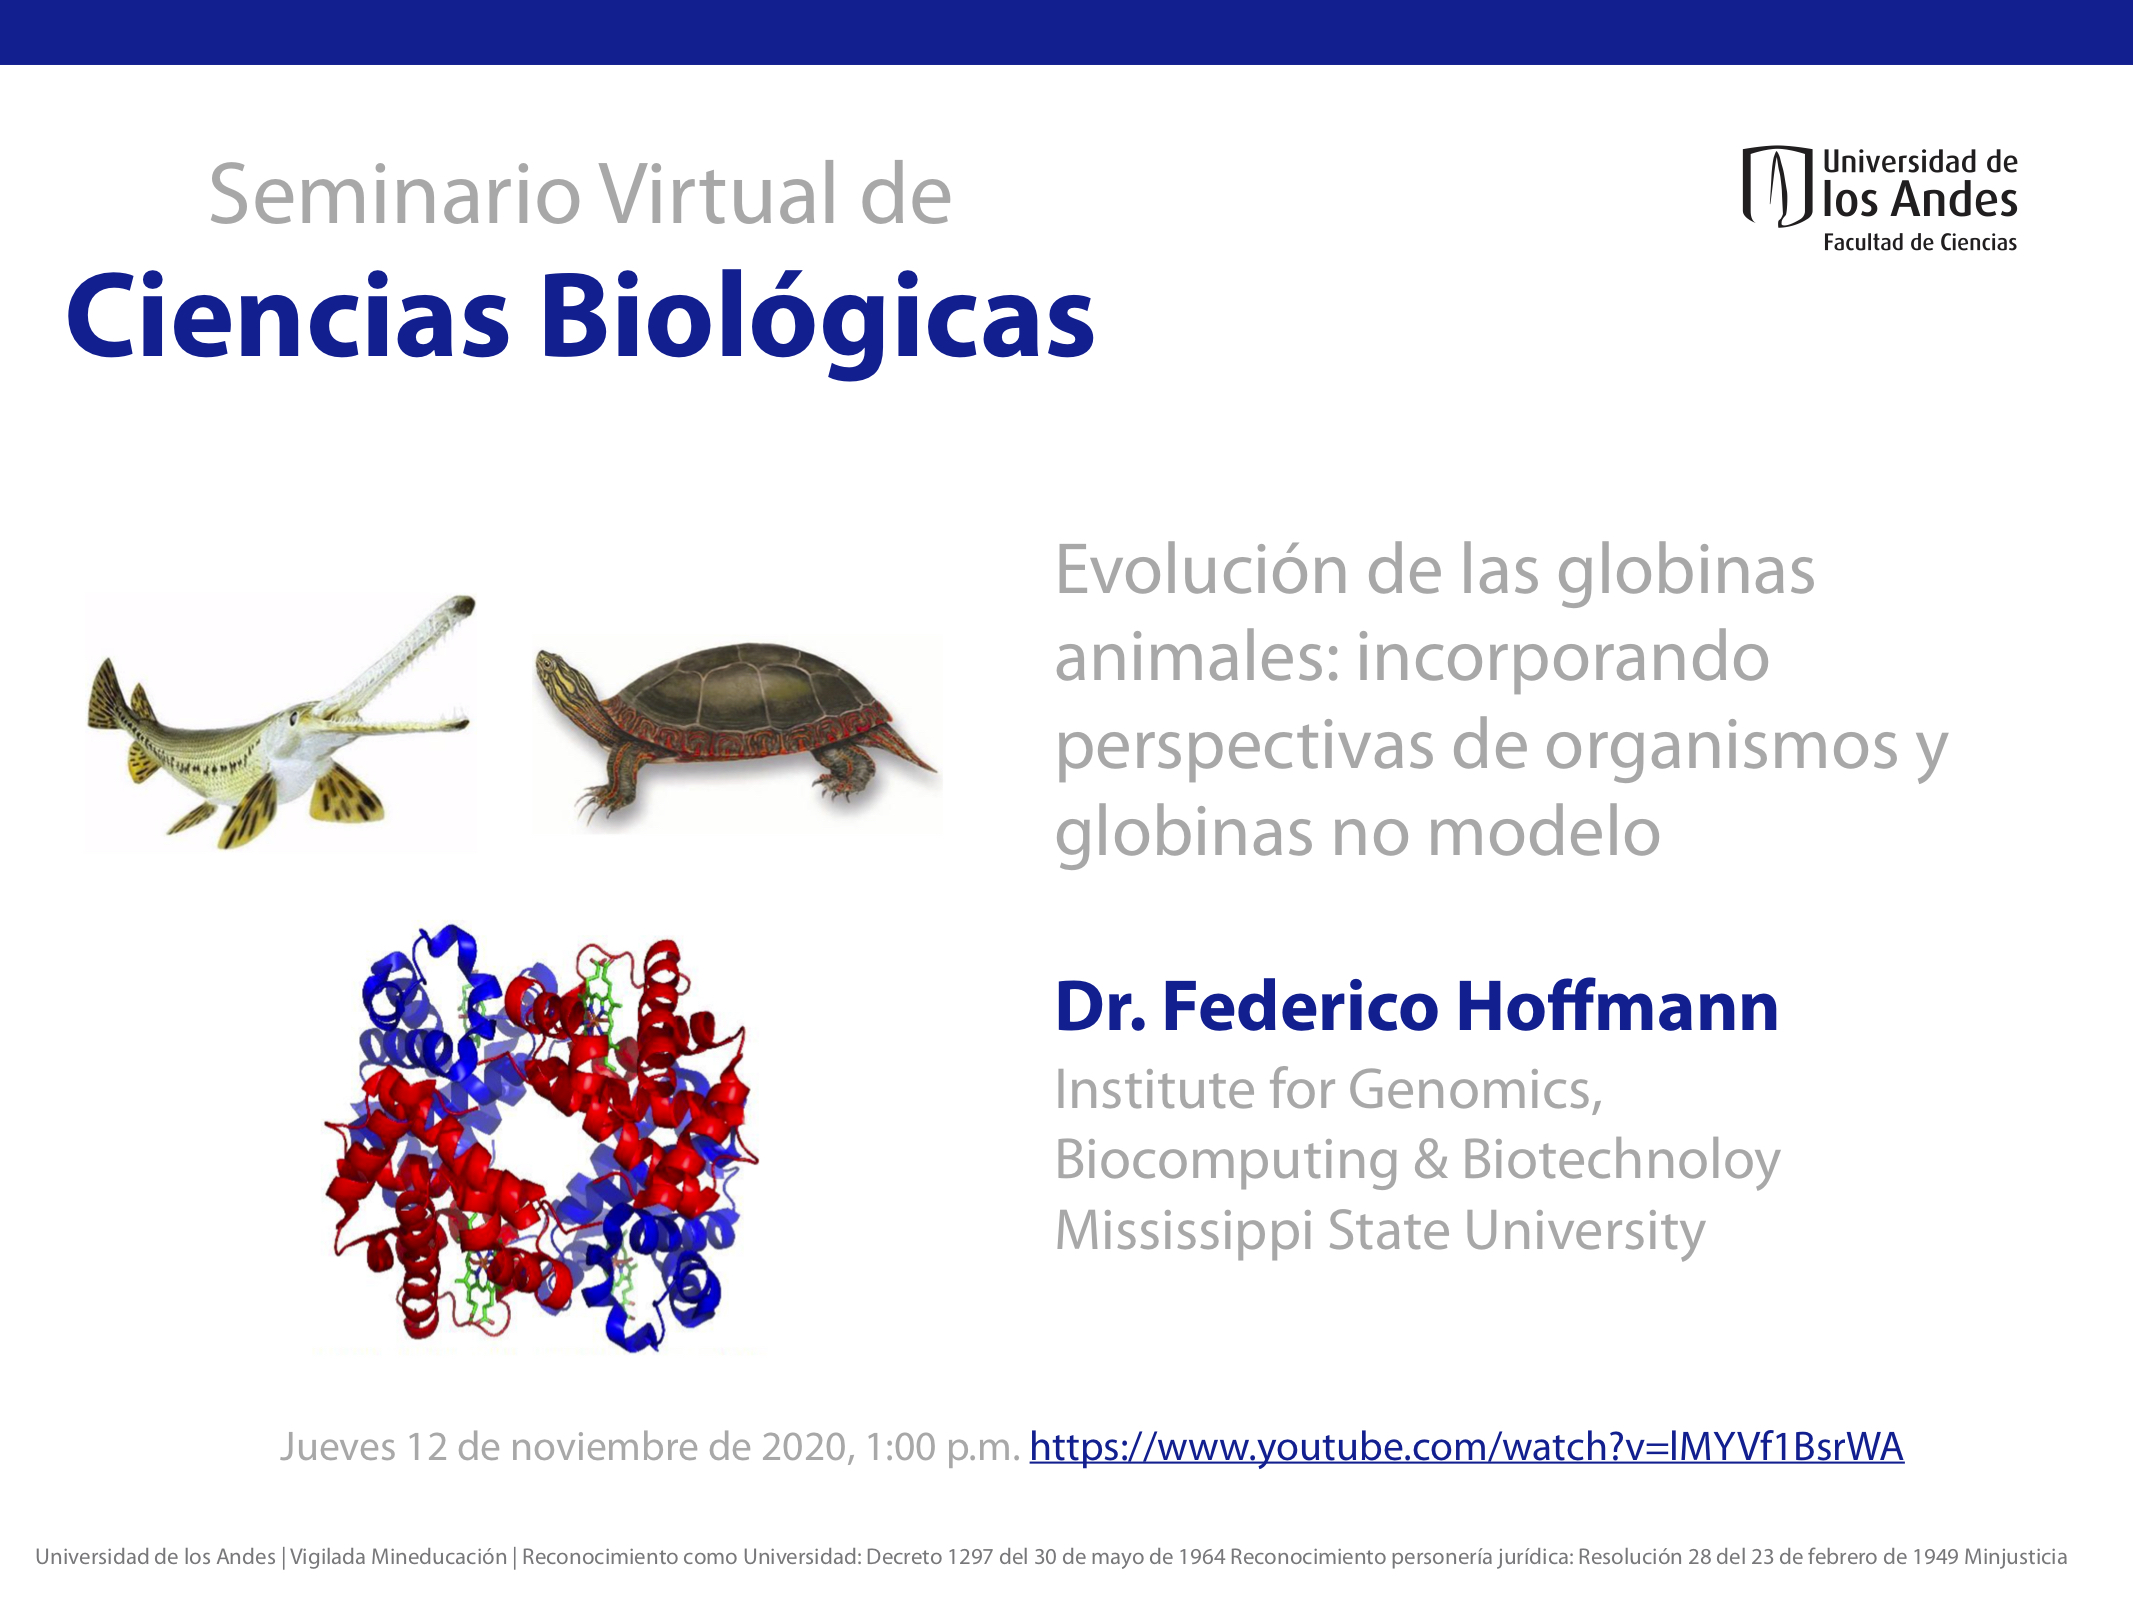 Seminario Virtual de
Ciencias Biológicas
Universidad de
los Andes
Facultad de Ciencias
Evolución de las globinas
animales: incorporando
perspectivas de organismos y
globinas no modelo
Dr. Federico Hoffmann
Institute for Genomics,
Biocomputing & Biotechnoloy
Mississippi State University
Jueves 12 de noviembre de 2020, 1:00 p.m. https://www.youtube.com/watch?v=lMYVf1BsrWA
Universidad de los Andes | Vigilada Mineducación | Reconocimiento como Universidad: Decreto 1297 del 30 de mayo de 1964 Reconocimiento personería jurídica: Resolución 28 del 23 de febrero de 1949 Minjusticia